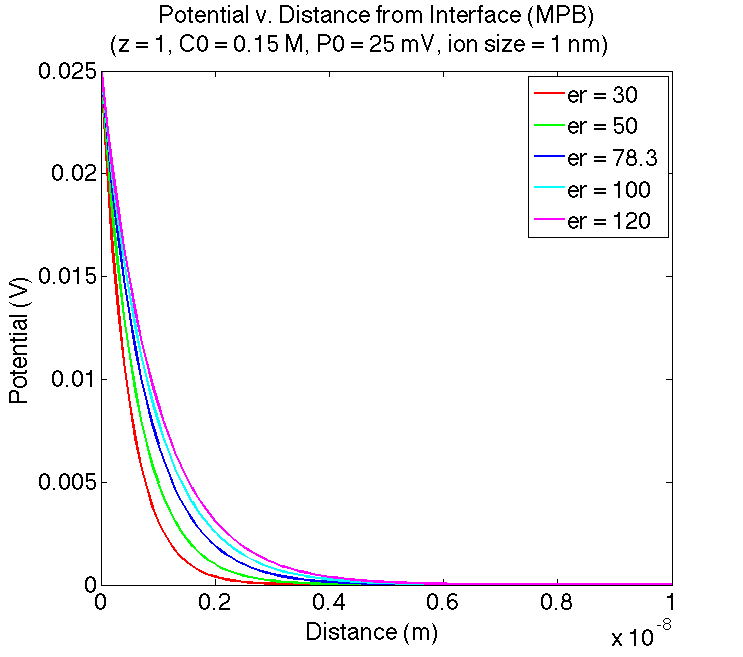 Potential v. Distance from Interface (MPB)
(z = 1, C0 = 0.15 M, P0 = 25 mV, ion size = 1 nm)
er = 30
er = 50
er = 78.3
er = 100
er = 120
0.025
0.02
0.015
0.01
0.005
0
Potential (V)
0 0.2 0.4 0.6 0.8 1
Distance (m)
x 10^-8